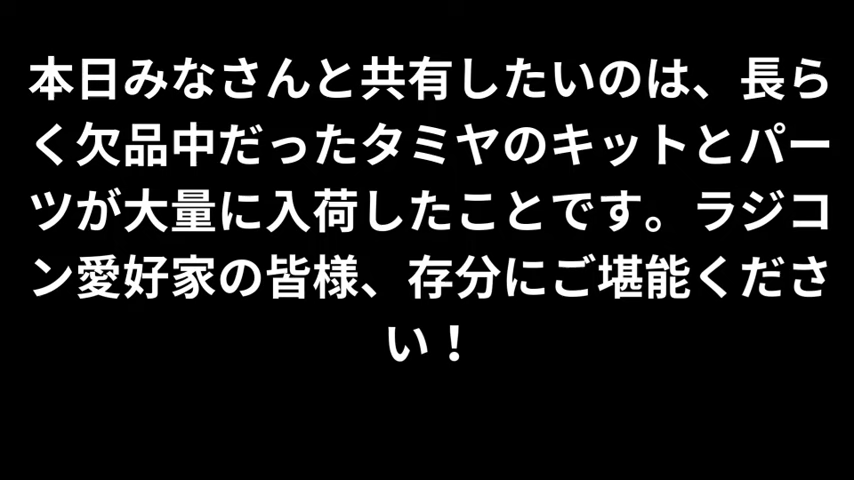 本日みなさんと共有したいのは、長ら
く欠品中だったタミヤのキットとパー
ツが大量に入荷したことです。ラジコ
ン愛好家の皆様、存分にご堪能くださ
い！